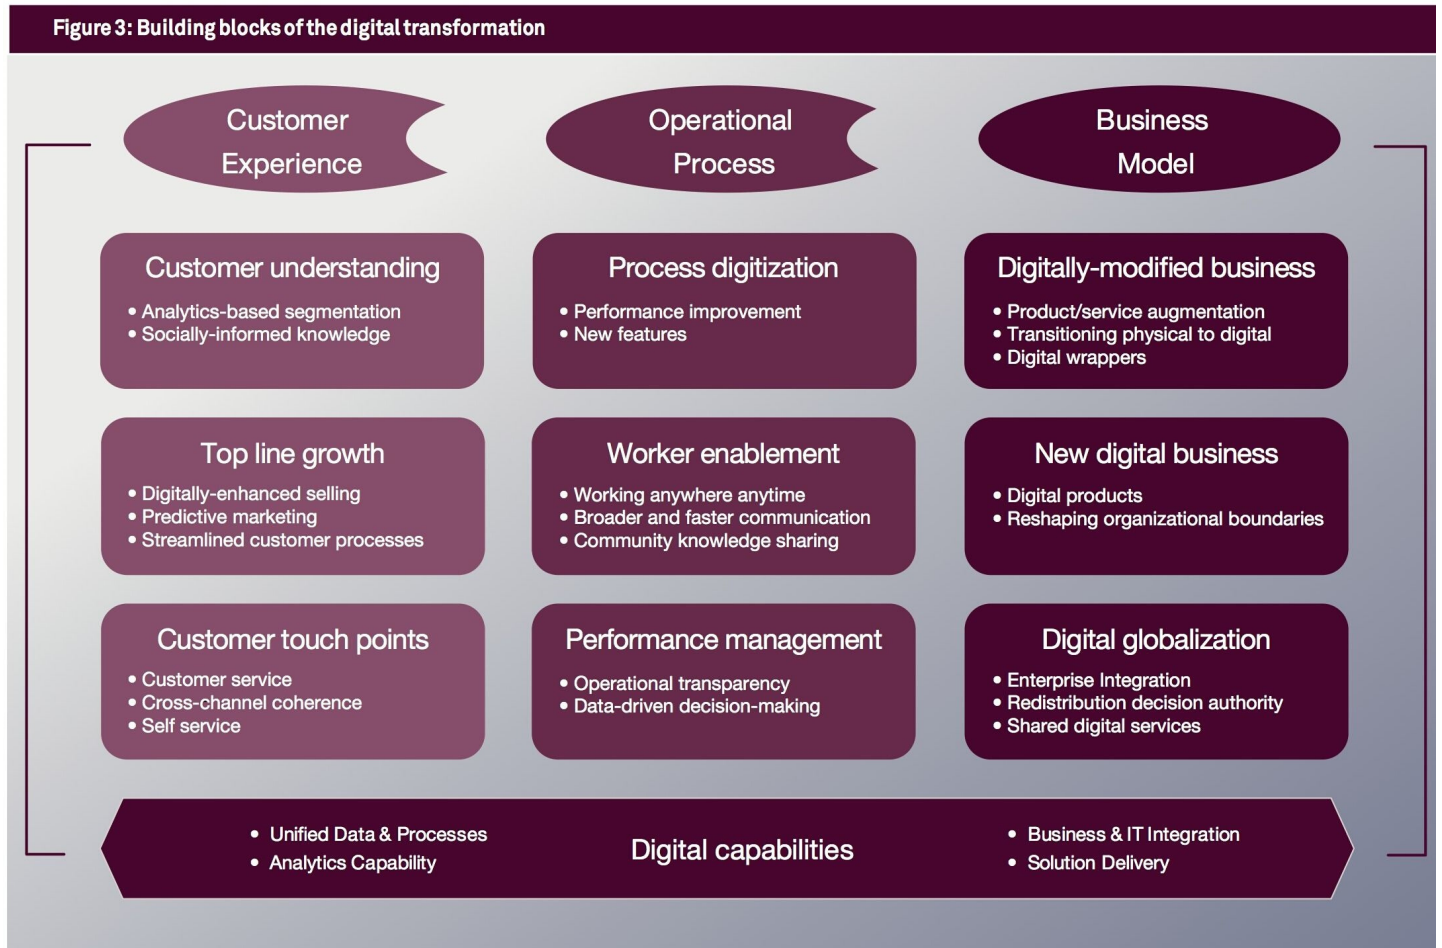 Figure 3: Building blocks of the digital transformation
Customer
Experience
Operational
Process
Business
Model
Customer understanding
• Analytics-based segmentation
• Socially-informed knowledge
Process digitization
• Performance improvement
• New features
Digitally-modified business
• Product/service augmentation
• Transitioning physical to digital
• Digital wrappers
Top line growth
• Digitally-enhanced selling
• Predictive marketing
• Streamlined customer processes
Worker enablement
• Working anywhere anytime
• Broader and faster communication
• Community knowledge sharing
New digital business
• Digital products
• Reshaping organizational boundaries
Customer touch points
• Customer service
• Cross-channel coherence
• Self service
Performance management
• Operational transparency
• Data-driven decision-making
Digital globalization
• Enterprise Integration
• Redistribution decision authority
• Shared digital services
• Unified Data & Processes
• Analytics Capability
Digital capabilities
• Business & IT Integration
• Solution Delivery